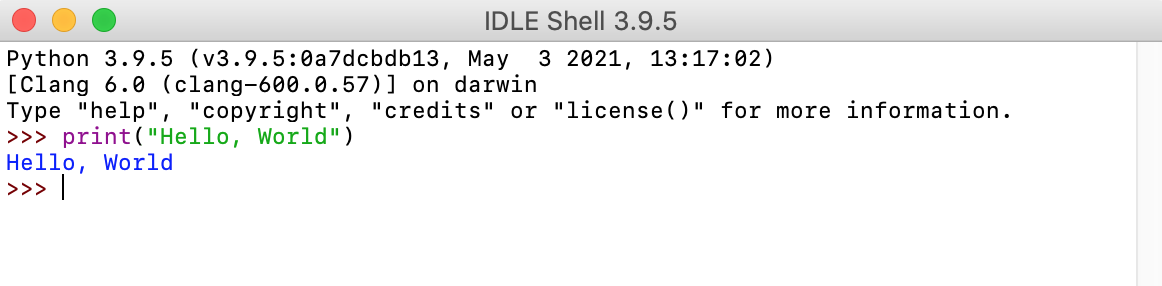 IDLE Shell 3.9.5
Python 3.9.5 (v3.9.5:0a7dcbdb13, May  3 2021, 13:17:02)
[Clang 6.0 (clang-600.0.57)] on darwin
Type "help", "copyright", "credits" or "license()" for more information.
>>> print("Hello, World")
Hello, World
>>>